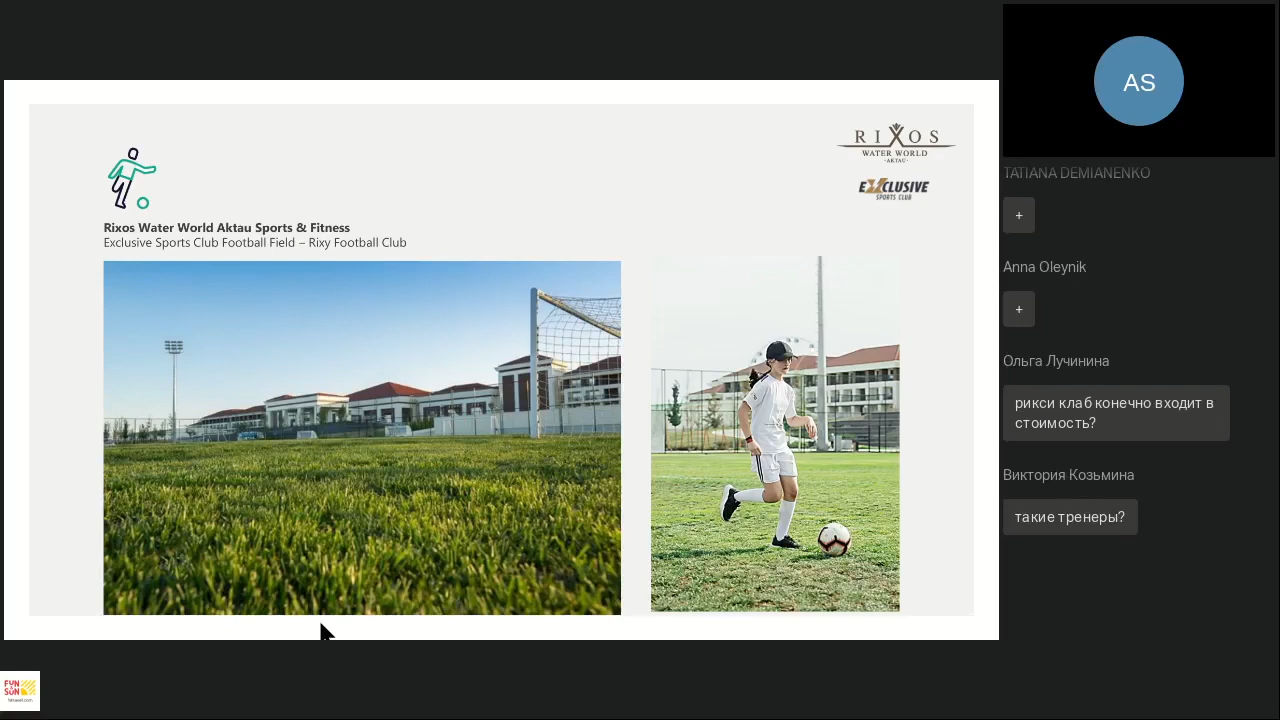 RIXOS
WATER WORLD
-AKTAU-
EXCLUSIVE
SPORTS CLUB
Rixos Water World Aktau Sports & Fitness
Exclusive Sports Club Football Field – Rixy Football Club
AS
TATIANA DEMIANENKO
+
Anna Oleynik
+
Ольга Лучинина
рикси клаб конечно входит в
стоимость?
Виктория Козьмина
такие тренеры?
FUN
SUN